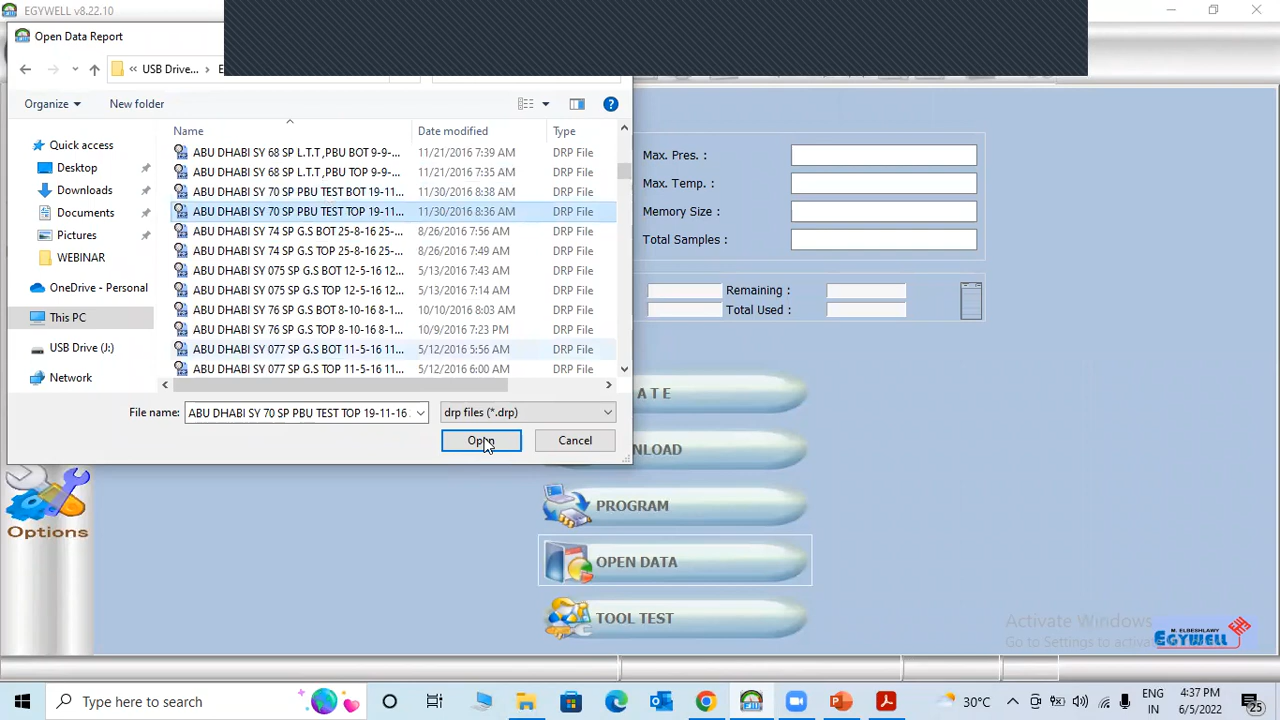 EGYWELL v8.22.10
Open Data Report
USB Drive...
Organize
New folder
Name
Date modified
Type
Quick access
Desktop
Downloads
Documents
Pictures
WEBINAR
OneDrive - Personal
This PC
USB Drive (J:)
Network
ABU DHABI SY 68 SP L.T.T ,PBU BOT 9-9-... 11/21/2016 7:39 AM DRP File
ABU DHABI SY 68 SP L.T.T ,PBU TOP 9-9-... 11/21/2016 7:35 AM DRP File
ABU DHABI SY 70 SP PBU TEST BOT 19-11... 11/30/2016 8:38 AM DRP File
ABU DHABI SY 70 SP PBU TEST TOP 19-11... 11/30/2016 8:36 AM DRP File
ABU DHABI SY 74 SP G.S BOT 25-8-16 25-... 8/26/2016 7:56 AM DRP File
ABU DHABI SY 74 SP G.S TOP 25-8-16 25-... 8/26/2016 7:49 AM DRP File
ABU DHABI SY 075 SP G.S BOT 12-5-16 12... 5/13/2016 7:43 AM DRP File
ABU DHABI SY 075 SP G.S TOP 12-5-16 12... 5/13/2016 7:14 AM DRP File
ABU DHABI SY 76 SP G.S BOT 8-10-16 8-1... 10/10/2016 8:03 AM DRP File
ABU DHABI SY 76 SP G.S TOP 8-10-16 8-1... 10/9/2016 7:23 PM DRP File
ABU DHABI SY 077 SP G.S BOT 11-5-16 11... 5/12/2016 5:56 AM DRP File
ABU DHABI SY 077 SP G.S TOP 11-5-16 11... 5/12/2016 6:00 AM DRP File
File name: ABU DHABI SY 70 SP PBU TEST TOP 19-11-16
drp files (*.drp)
Open
Cancel
Max. Pres. :
Max. Temp. :
Memory Size :
Total Samples :
Remaining :
Total Used :
PROGRAM
OPEN DATA
TOOL TEST
Options
Activate Windows
Go to Settings to activa
M. ELBESHLAWY
EGYWELL
Type here to search
30°C
ENG
IN
4:37 PM
6/5/2022
25